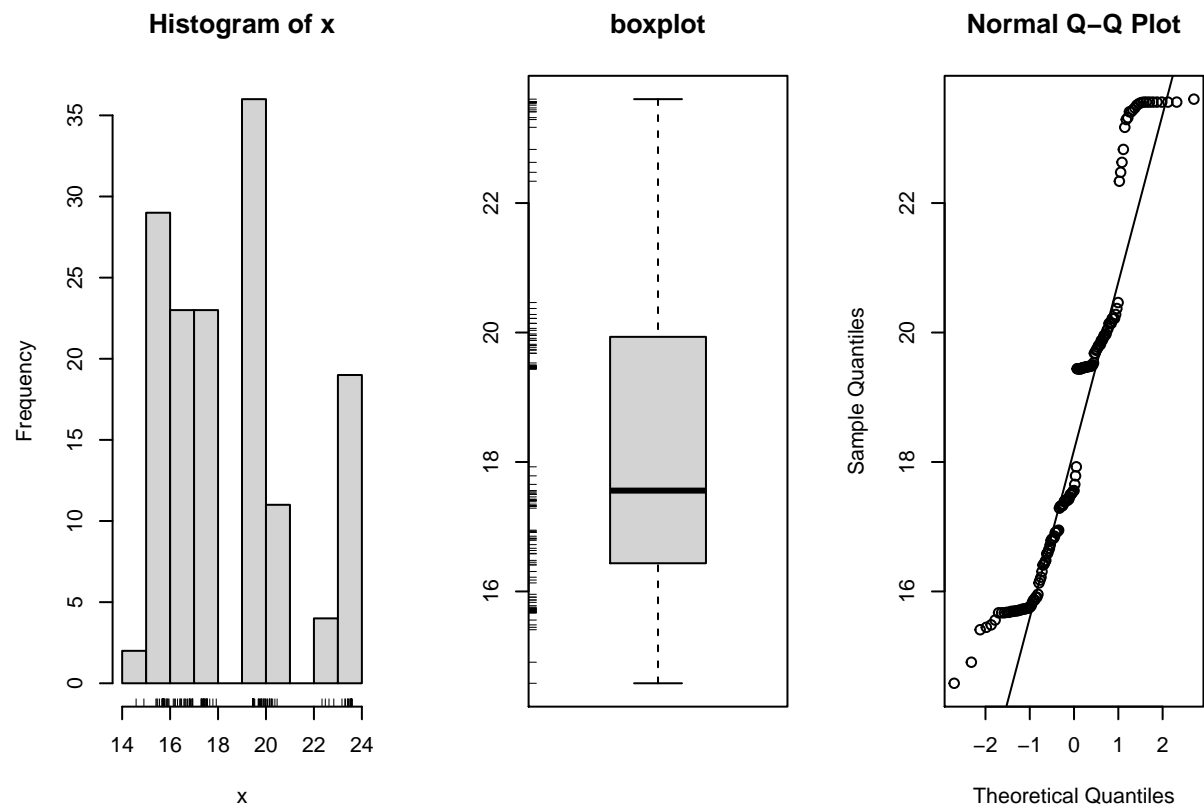 Histogram of x
Frequency
35
30
25
20
15
10
5
0
14 16 18 20 22 24
x
boxplot
22
20
18
16
Normal Q−Q Plot
Sample Quantiles
22
20
18
16
−2 −1 0 1 2
Theoretical Quantiles